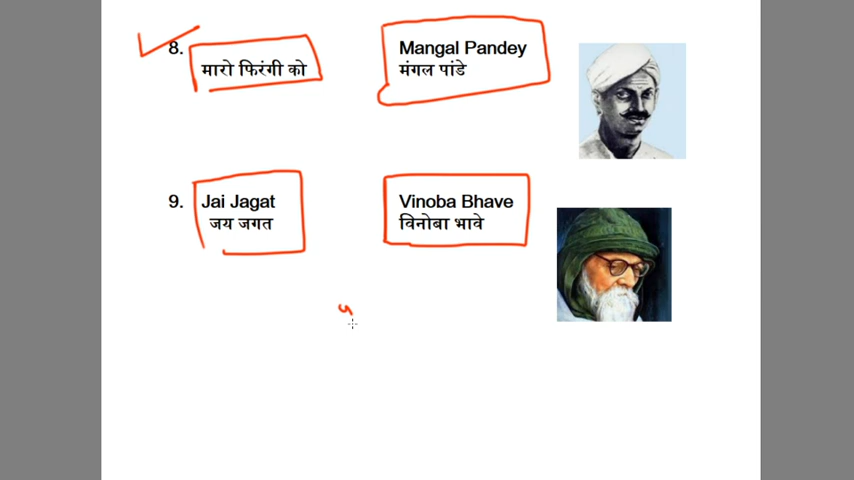 8.
मारो फिरंगी को
Mangal Pandey
मंगल पांडे
9. Jai Jagat
जय जगत
Vinoba Bhave
विनोबा भावे